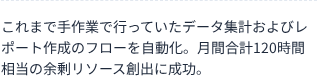 これまで手作業で行っていたデータ集計およびレ
ポート作成のフローを自動化。月間合計120時間
相当の余剰リソース創出に成功。